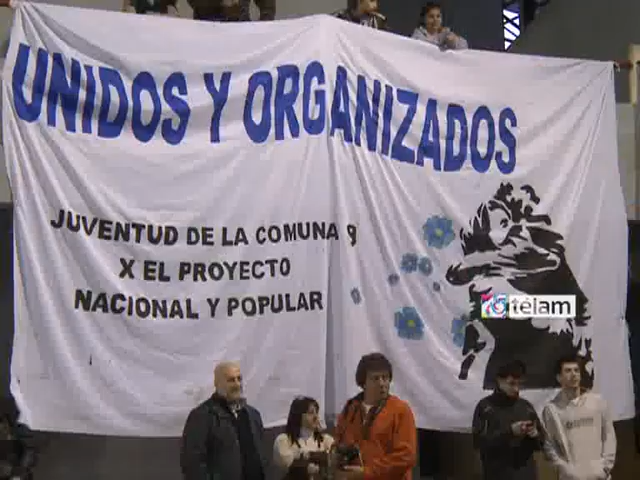 UNIDOS Y ORGANIZADOS
JUVENTUD DE LA COMUNA 9
X EL PROYECTO
NACIONAL Y POPULAR
télam